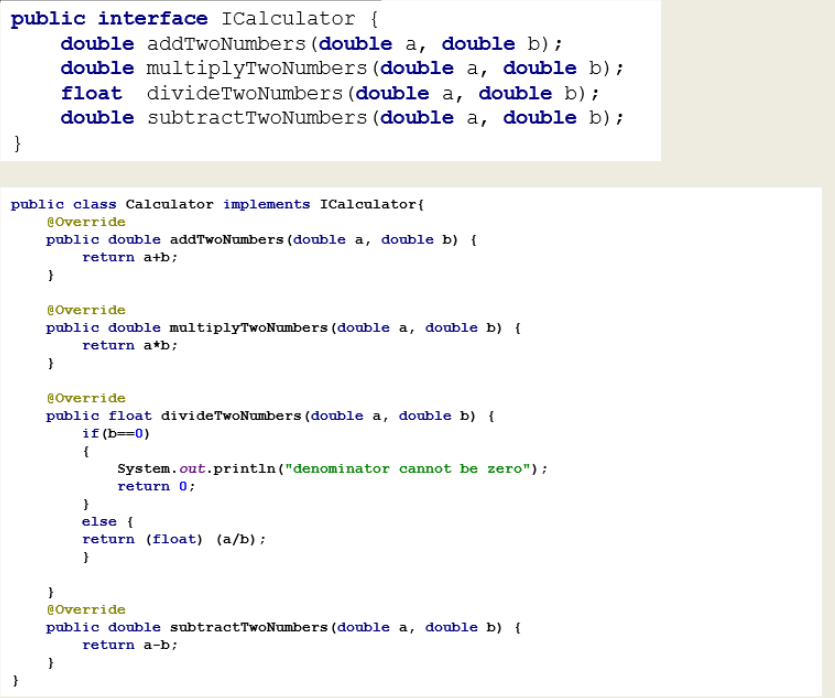 public interface ICalculator {
    double addTwoNumbers(double a, double b);
    double multiplyTwoNumbers(double a, double b);
    float  divideTwoNumbers(double a, double b);
    double subtractTwoNumbers(double a, double b);
}
public class Calculator implements ICalculator{
    @Override
    public double addTwoNumbers(double a, double b) {
        return a+b;
    }
    @Override
    public double multiplyTwoNumbers(double a, double b) {
        return a*b;
    }
    @Override
    public float divideTwoNumbers(double a, double b) {
        if(b==0)
        {
            System.out.println("denominator cannot be zero");
            return 0;
        }
        else {
        return (float) (a/b);
        }
    }
    @Override
    public double subtractTwoNumbers(double a, double b) {
        return a-b;
    }
}